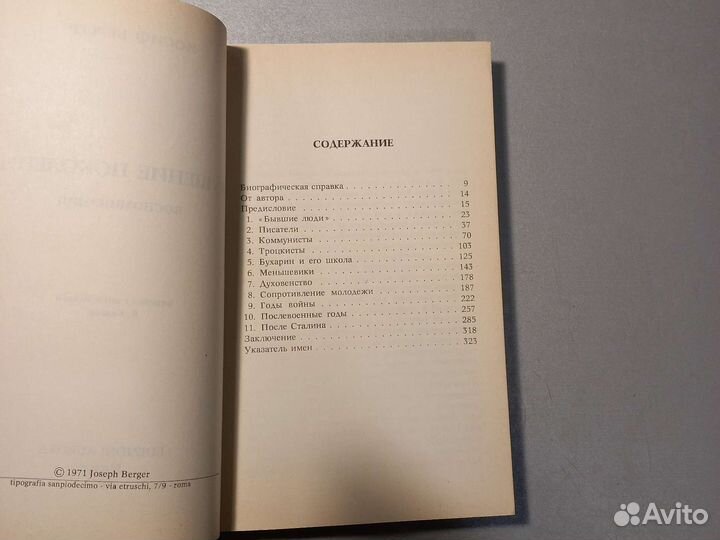 © 1971 Joseph Berger
tipografia sanpiodecimo - via etruschi, 7/9 - roma
СОДЕРЖАНИЕ
Биографическая справка . . . . . . . . . . . . 9
От автора . . . . . . . . . . . . . . . . . . 14
Предисловие . . . . . . . . . . . . . . . . . 15
1. «Бывшие люди» . . . . . . . . . . . . . . 23
2. Писатели . . . . . . . . . . . . . . . . . 37
3. Коммунисты . . . . . . . . . . . . . . . . 70
4. Троцкисты . . . . . . . . . . . . . . . . 103
5. Бухарин и его школа . . . . . . . . . . . 125
6. Меньшевики . . . . . . . . . . . . . . . . 143
7. Духовенство . . . . . . . . . . . . . . . 178
8. Сопротивление молодежи . . . . . . . . . . 187
9. Годы войны . . . . . . . . . . . . . . . . 222
10. Послевоенные годы . . . . . . . . . . . . 257
11. После Сталина . . . . . . . . . . . . . . 285
Заключение . . . . . . . . . . . . . . . . . 318
Указатель имен . . . . . . . . . . . . . . . 323
Avito